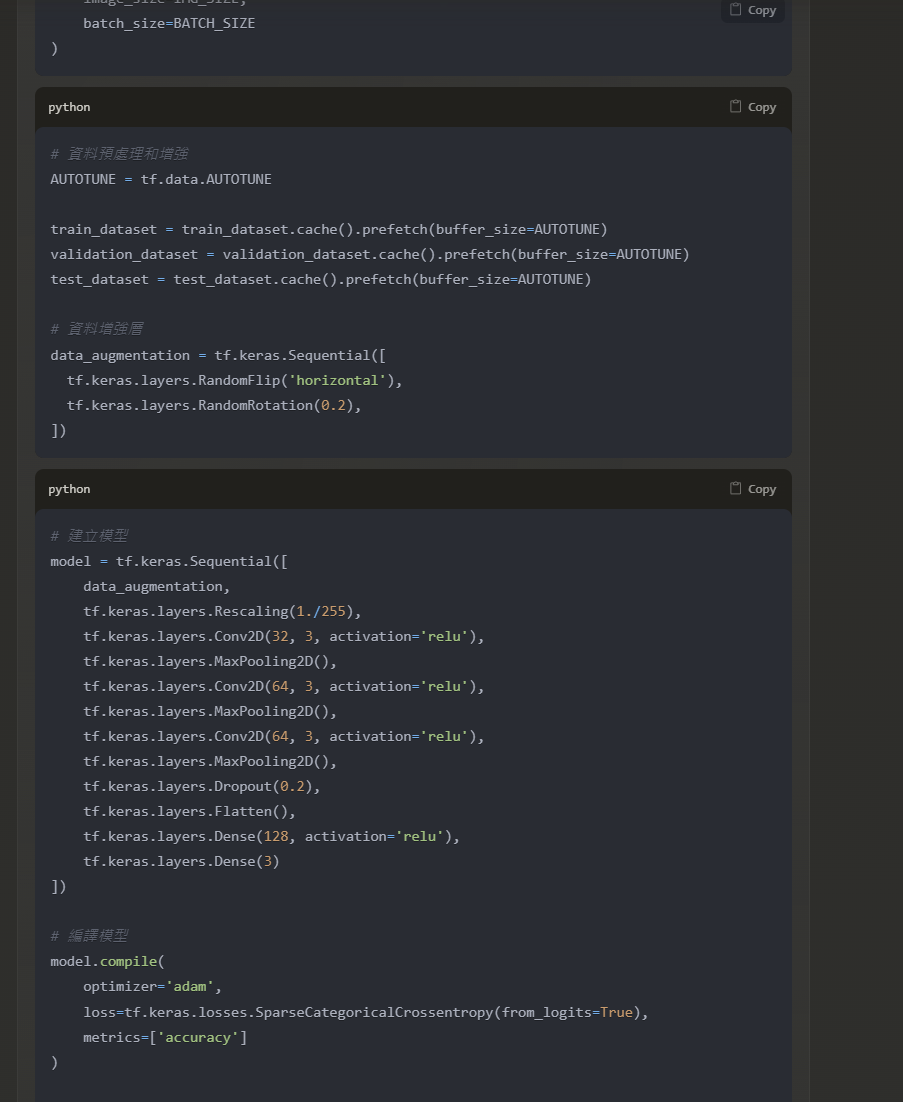 image_size=IMG_SIZE,
batch_size=BATCH_SIZE
Copy
)
python
Copy
# 資料預處理和增強
AUTOTUNE = tf.data.AUTOTUNE
train_dataset = train_dataset.cache().prefetch(buffer_size=AUTOTUNE)
validation_dataset = validation_dataset.cache().prefetch(buffer_size=AUTOTUNE)
test_dataset = test_dataset.cache().prefetch(buffer_size=AUTOTUNE)
# 資料增強層
data_augmentation = tf.keras.Sequential([
  tf.keras.layers.RandomFlip('horizontal'),
  tf.keras.layers.RandomRotation(0.2),
])
python
Copy
# 建立模型
model = tf.keras.Sequential([
    data_augmentation,
    tf.keras.layers.Rescaling(1./255),
    tf.keras.layers.Conv2D(32, 3, activation='relu'),
    tf.keras.layers.MaxPooling2D(),
    tf.keras.layers.Conv2D(64, 3, activation='relu'),
    tf.keras.layers.MaxPooling2D(),
    tf.keras.layers.Conv2D(64, 3, activation='relu'),
    tf.keras.layers.MaxPooling2D(),
    tf.keras.layers.Dropout(0.2),
    tf.keras.layers.Flatten(),
    tf.keras.layers.Dense(128, activation='relu'),
    tf.keras.layers.Dense(3)
])
# 編譯模型
model.compile(
    optimizer='adam',
    loss=tf.keras.losses.SparseCategoricalCrossentropy(from_logits=True),
    metrics=['accuracy']
)